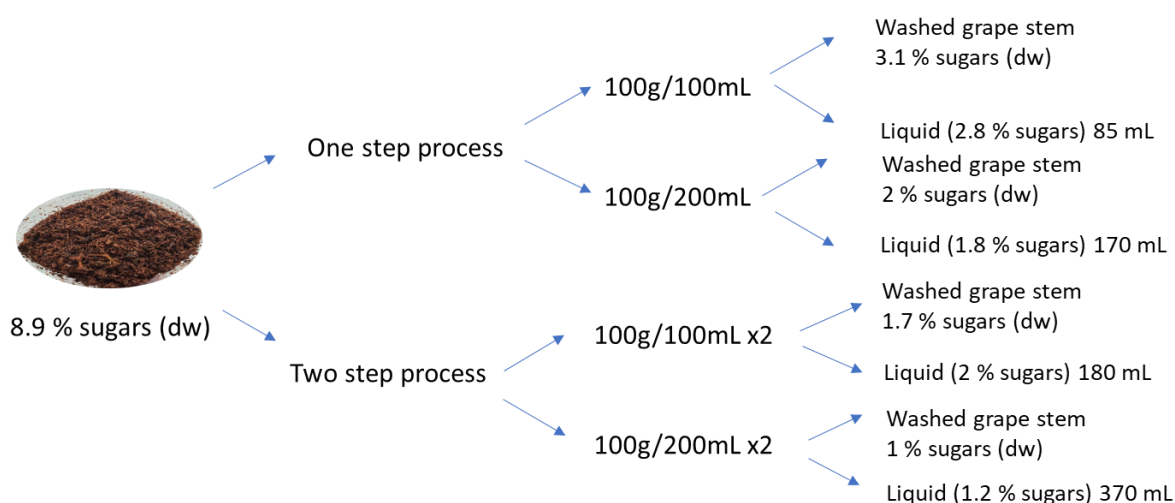 Washed grape stem
3.1 % sugars (dw)
100g/100mL
Liquid (2.8 % sugars) 85 mL
One step process
Washed grape stem
2 % sugars (dw)
100g/200mL
Liquid (1.8 % sugars) 170 mL
8.9 % sugars (dw)
Washed grape stem
1.7 % sugars (dw)
100g/100mL x2
Liquid (2 % sugars) 180 mL
Two step process
Washed grape stem
1 % sugars (dw)
100g/200mL x2
Liquid (1.2 % sugars) 370 mL